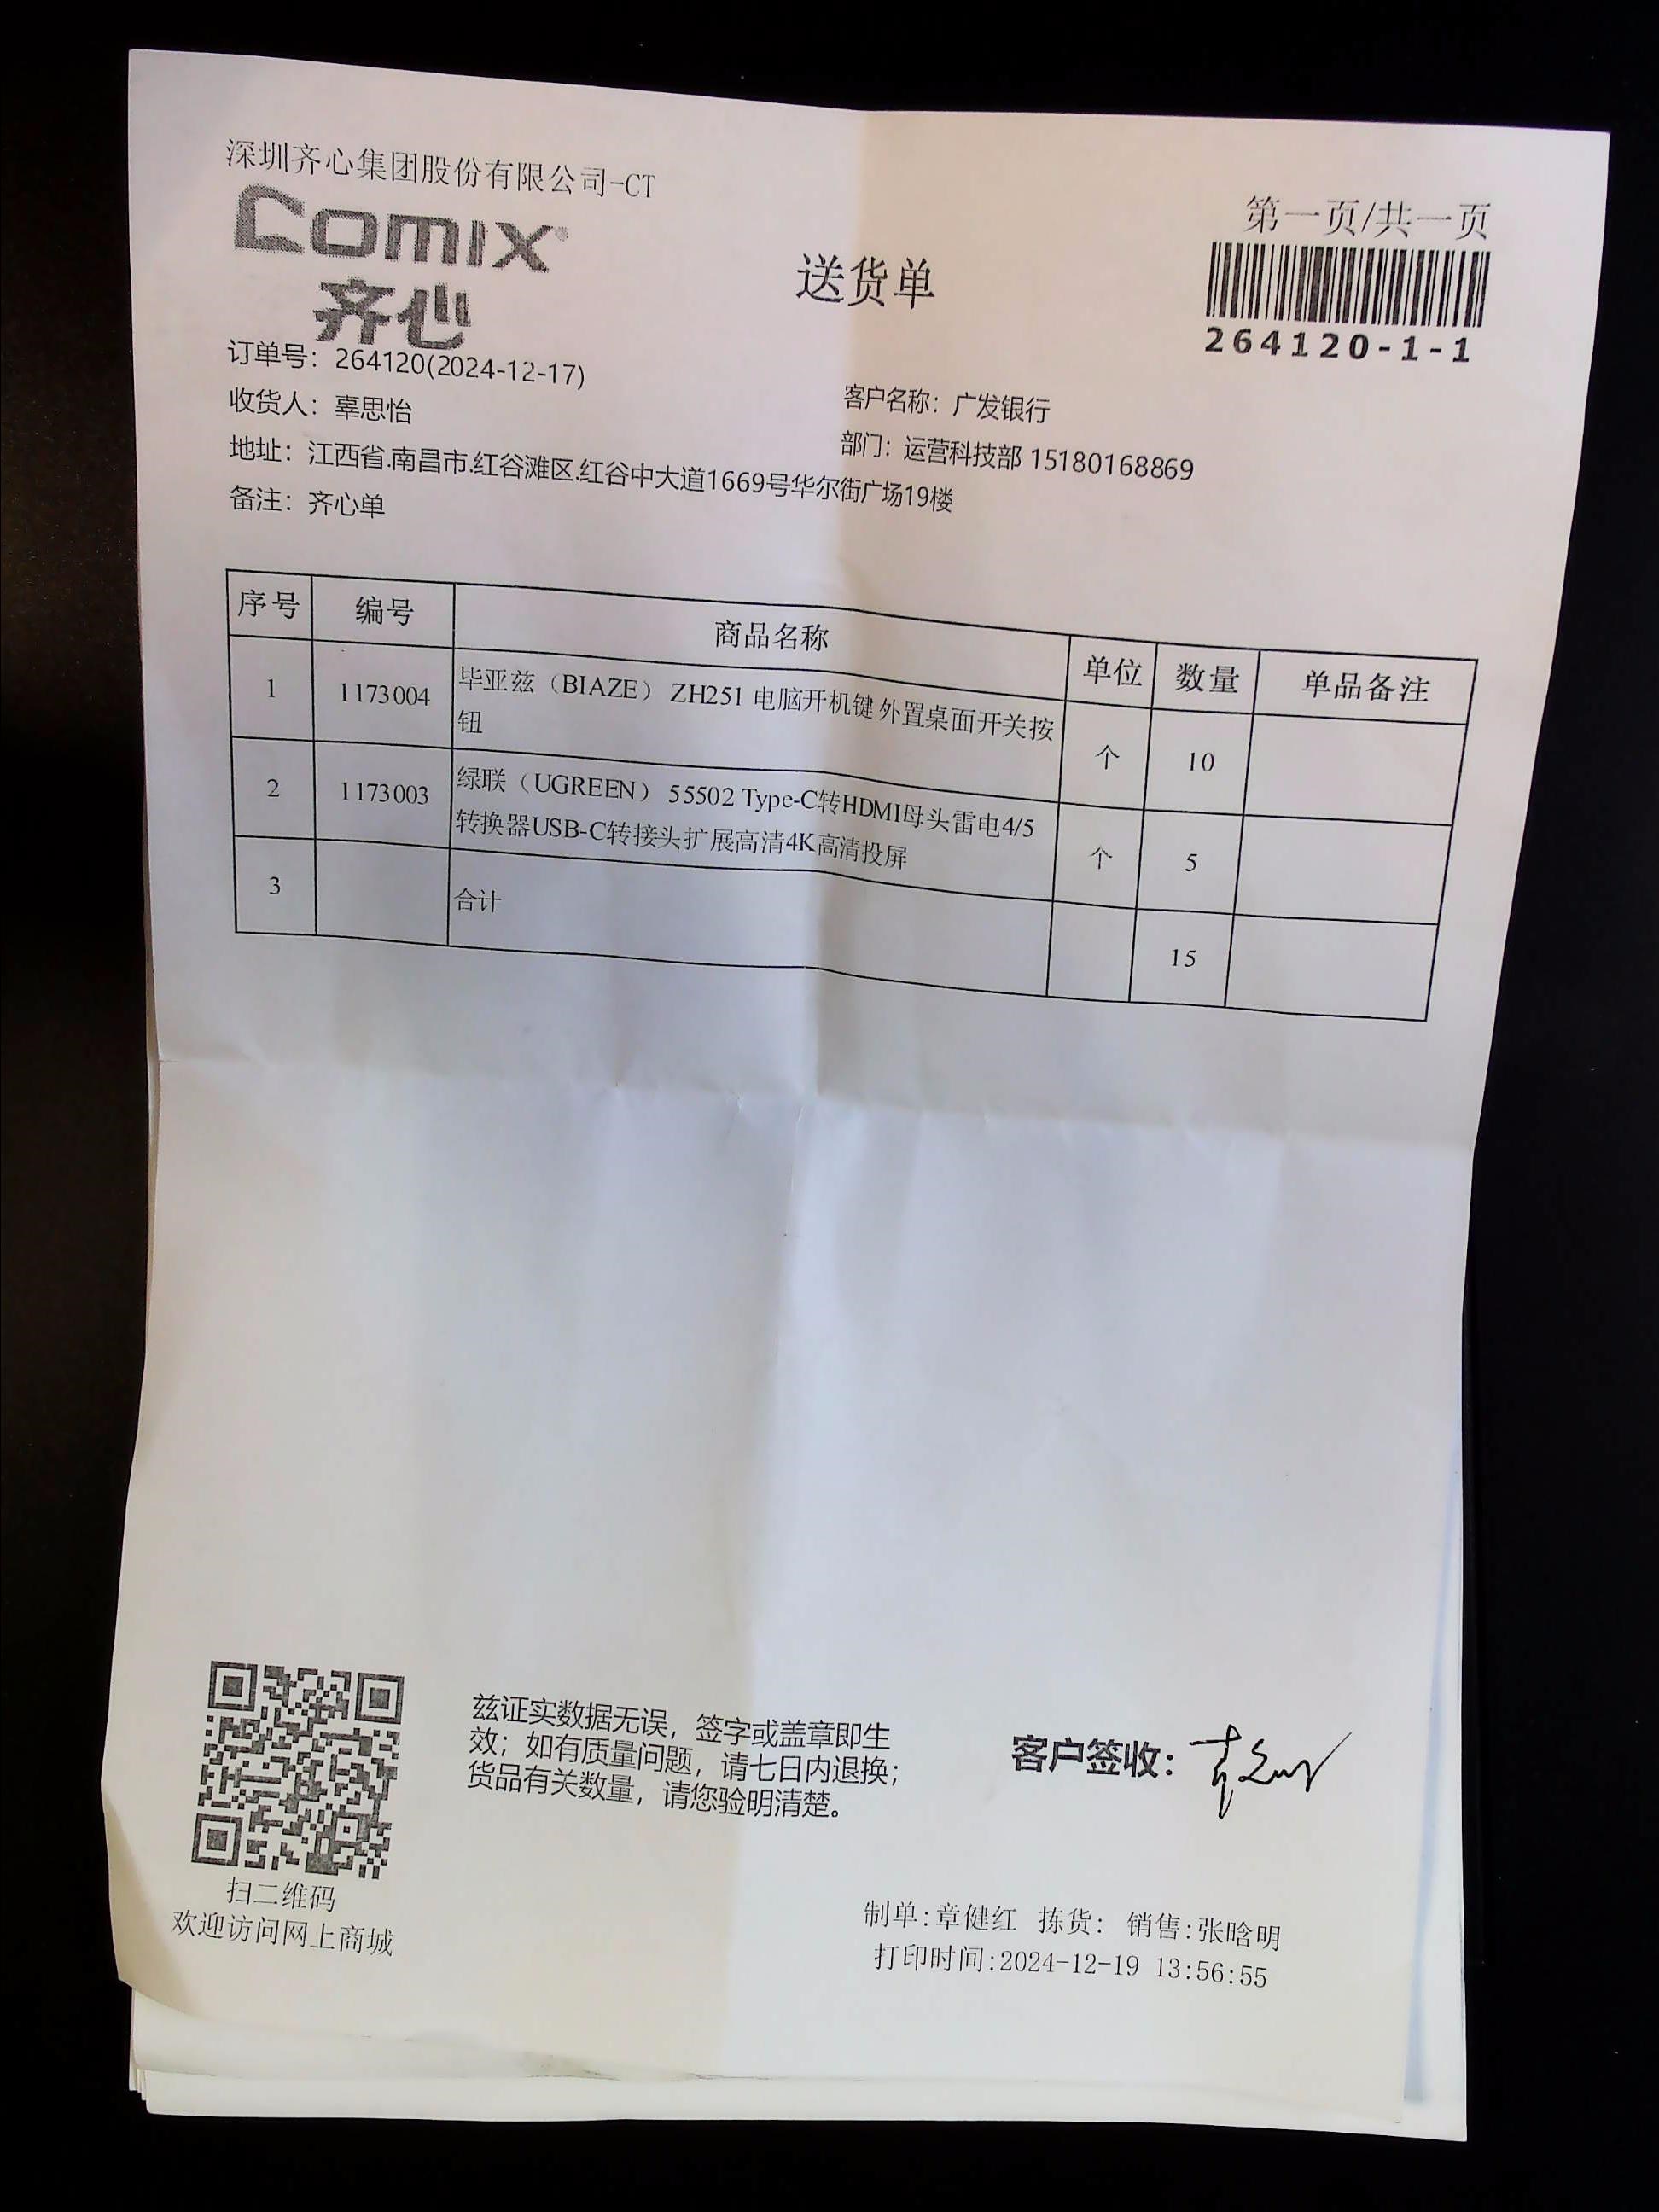 深圳齐心集团股份有限公司-CT
comix®
齐心
送货单
第一页/共一页
264120-1-1
订单号：264120(2024-12-17)
收货人：辜思怡
客户名称：广发银行
部门：运营科技部 15180168869
地址：江西省.南昌市.红谷滩区.红谷中大道1669号华尔街广场19楼
备注：齐心单
序号 编号 商品名称 单位 数量 单品备注
1 1173004 毕亚兹（BIAZE） ZH251 电脑开机键 外置桌面开关按
钮 个 10
2 1173003 绿联（UGREEN） 55502 Type-C转HDMI母头雷电4/5
转换器USB-C转接头扩展高清4K高清投屏 个 5
3 合计 15
兹证实数据无误，签字或盖章即生
效；如有质量问题，请七日内退换；
货品有关数量，请您验明清楚。
客户签收：
扫二维码
欢迎访问网上商城
制单:章健红 拣货: 销售:张晗明
打印时间:2024-12-19 13:56:55